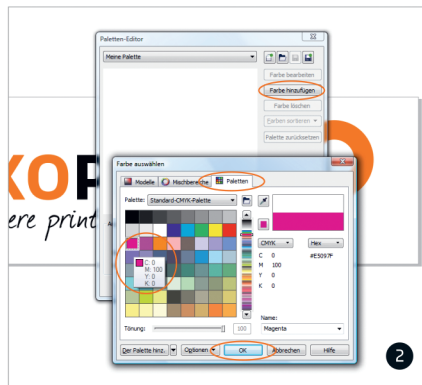 Paletten-Editor
Meine Palette
Farbe bearbeiten
Farbe hinzufügen
Farbe löschen
Farben sortieren
Palette zurücksetzen
KOP
ere print
Farbe auswählen
Modelle Mischbereiche Paletten
Palette: Standard-CMYK-Palette
C: 0
M: 100
Y: 0
K: 0
CMYK Hex
C 0 #E5097F
M 100
Y 0
K 0
Name:
Tönung: 100 Magenta
Der Palette hinz. Optionen OK Abbrechen Hilfe
2